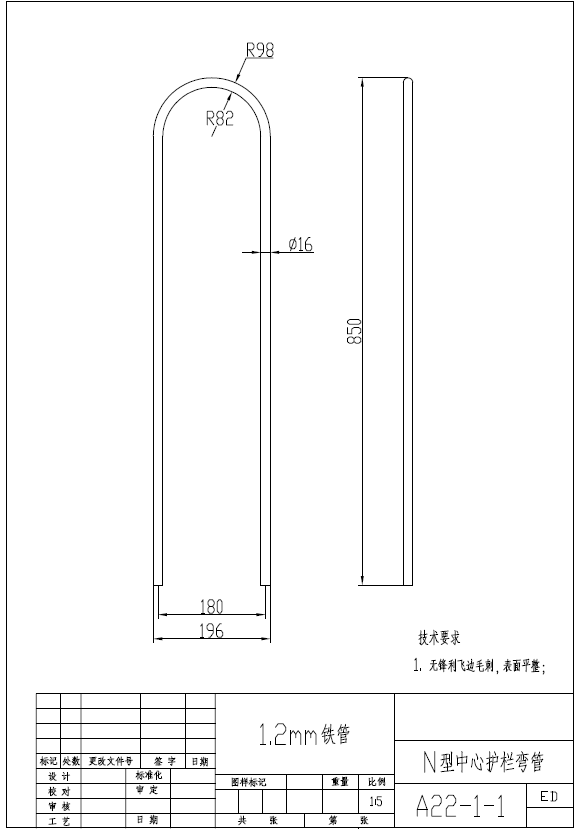 R98
R82
Ø16
850
180
196
技术要求
1. 无锋利飞边毛刺,表面平整;
1.2mm铁管
标记 处数 更改文件号 签字 日期
设计 标准化
校对 审定
审核
工艺 日期
图样标记 重量 比例
1:5
共 张 第 张
N型中心护栏弯管
A22-1-1
ED